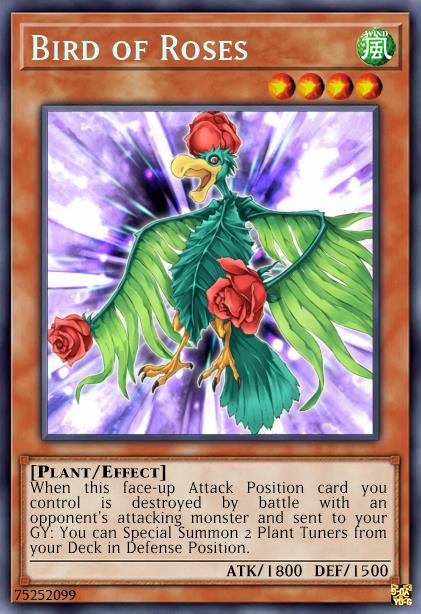 Bird of Roses
WIND
風
[Plant/Effect]
When this face-up Attack Position card you
control is destroyed by battle with an
opponent's attacking monster and sent to your
GY: You can Special Summon 2 Plant Tuners from
your Deck in Defense Position.
ATK/1800 DEF/1500
75252099